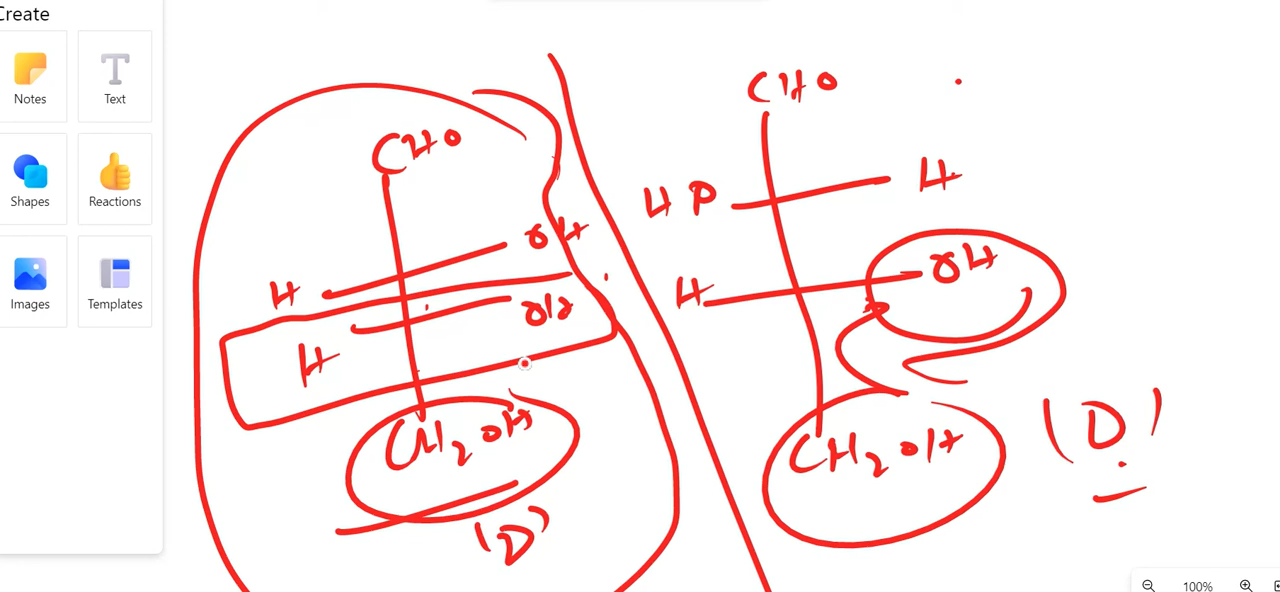 Create
Notes
Text
Shapes
Reactions
Images
Templates
CHO
H OH
H OH
CH2OH
(D)
CHO
HO H
H OH
CH2OH
(D)
100%